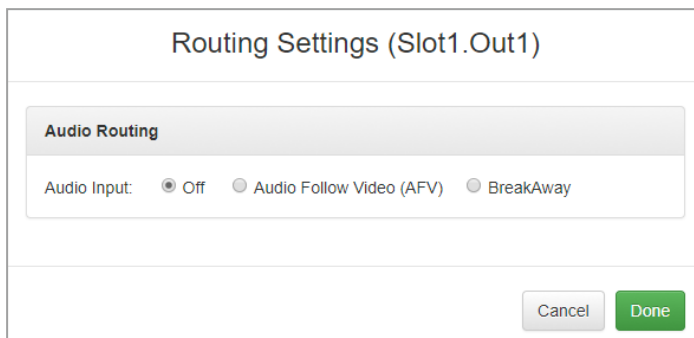 Routing Settings (Slot1.Out1)
Audio Routing
Audio Input: Off Audio Follow Video (AFV) BreakAway
Cancel Done